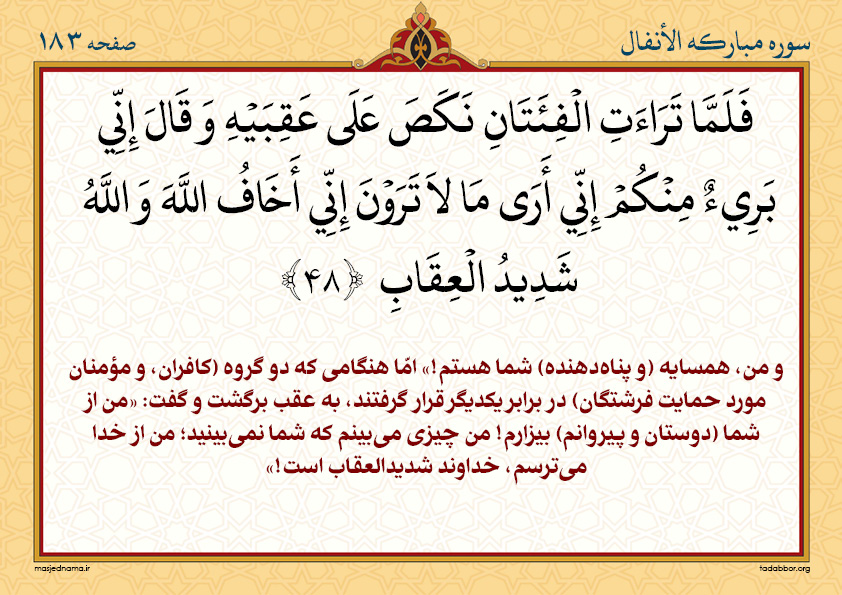 سوره مبارکه الأنفال
صفحه ۱۸۳
فَلَمَّا تَرَاءَتِ الْفِئَتَانِ نَكَصَ عَلَى عَقِبَيْهِ وَ قَالَ إِنِّي
بَرِيءٌ مِنْكُمْ إِنِّي أَرَى مَا لاَ تَرَوْنَ إِنِّي أَخَافُ اللَّهَ وَ اللَّهُ
شَدِيدُ الْعِقَابِ ﴿۴۸﴾
و من، همسایه (و پناه‌دهنده) شما هستم!» امّا هنگامی که دو گروه (کافران، و مؤمنان
مورد حمایت فرشتگان) در برابر یکدیگر قرار گرفتند، به عقب برگشت و گفت: «من از
شما (دوستان و پیروانم) بیزارم! من چیزی می‌بینم که شما نمی‌بینید؛ من از خدا
می‌ترسم، خداوند شدیدالعقاب است!»
masjednama.ir
tadabbor.org